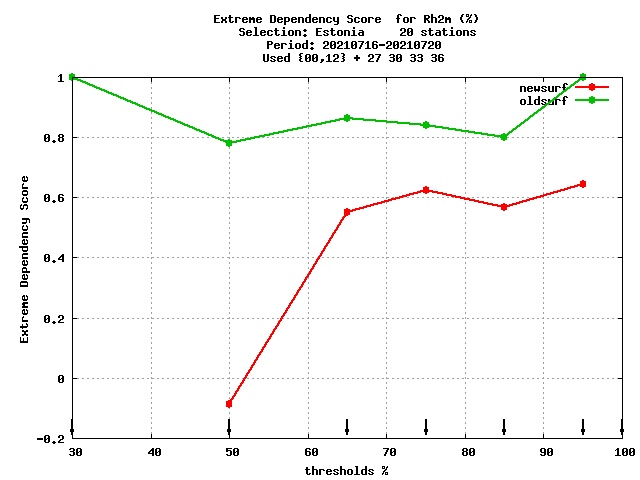 Extreme Dependency Score  for Rh2m (%)
Selection: Estonia     20 stations
Period: 20210716-20210720
Used {00,12} + 27 30 33 36
newsurf
oldsurf
1
0.8
0.6
0.4
0.2
0
-0.2
Extreme Dependency Score
30 40 50 60 70 80 90 100
thresholds %